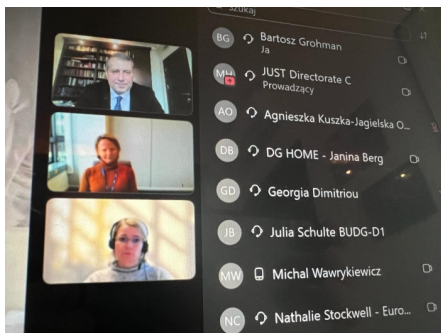 Szukaj
BG Bartosz Grohman
Ja
MH JUST Directorate C
Prowadzący
AO Agnieszka Kuszka-Jagielska O...
DB DG HOME - Janina Berg
GD Georgia Dimitriou
JB Julia Schulte BUDG-D1
MW Michal Wawrykiewicz
NC Nathalie Stockwell - Euro...